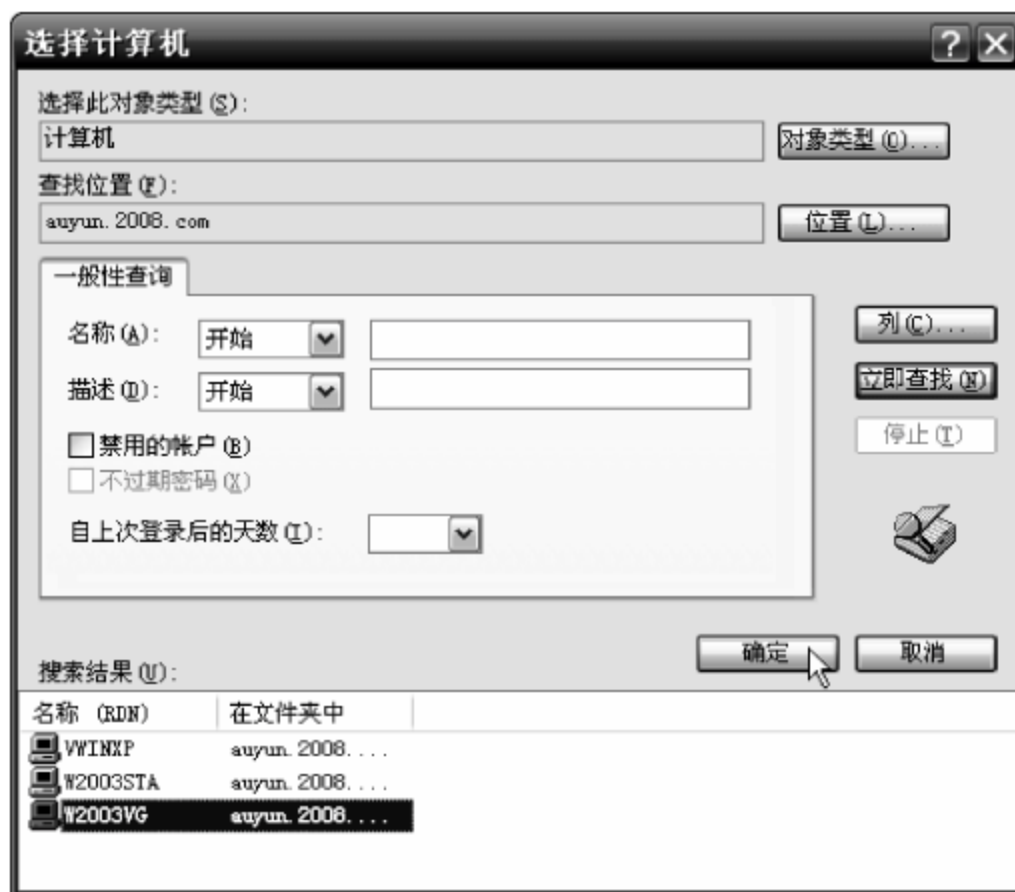 选择计算机
选择此对象类型(S):
计算机
对象类型(O)...
查找位置(F):
auyun.2008.com
位置(L)...
一般性查询
名称(A): 开始
列(C)...
描述(D): 开始
立即查找(N)
禁用的帐户(B)
停止(T)
不过期密码(X)
自上次登录后的天数(I):
确定 取消
搜索结果(U):
名称 (RDN) 在文件夹中
VWINXP auyun.2008....
W2003STA auyun.2008....
W2003VG auyun.2008....